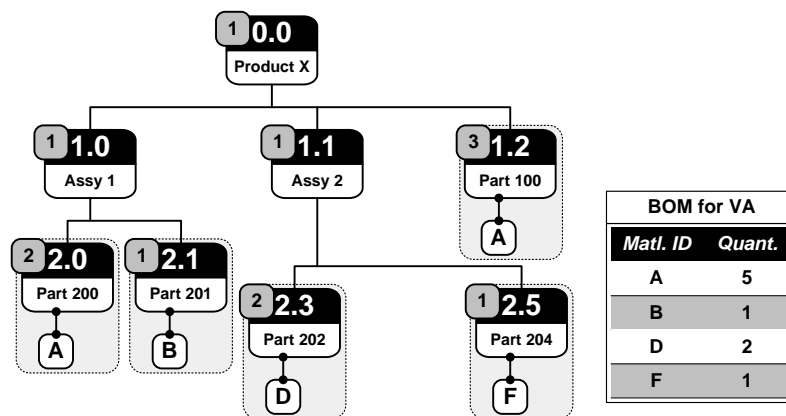 1 0.0
Product X
1 1.0
Assy 1
1 1.1
Assy 2
3 1.2
Part 100
A
2 2.0
Part 200
A
1 2.1
Part 201
B
2 2.3
Part 202
D
1 2.5
Part 204
F
BOM for VA
Matl. ID Quant.
A 5
B 1
D 2
F 1